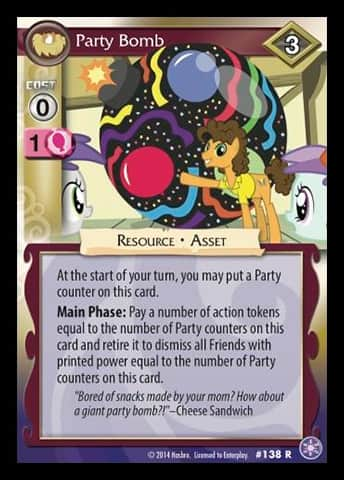 Party Bomb
3
COST
0
1
RESOURCE • ASSET
At the start of your turn, you may put a Party
counter on this card.
Main Phase: Pay a number of action tokens
equal to the number of Party counters on this
card and retire it to dismiss all Friends with
printed power equal to the number of Party
counters on this card.
"Bored of snacks made by your mom? How about
a giant party bomb?!"–Cheese Sandwich
© 2014 Hasbro. Licensed to Enterplay. #138 R